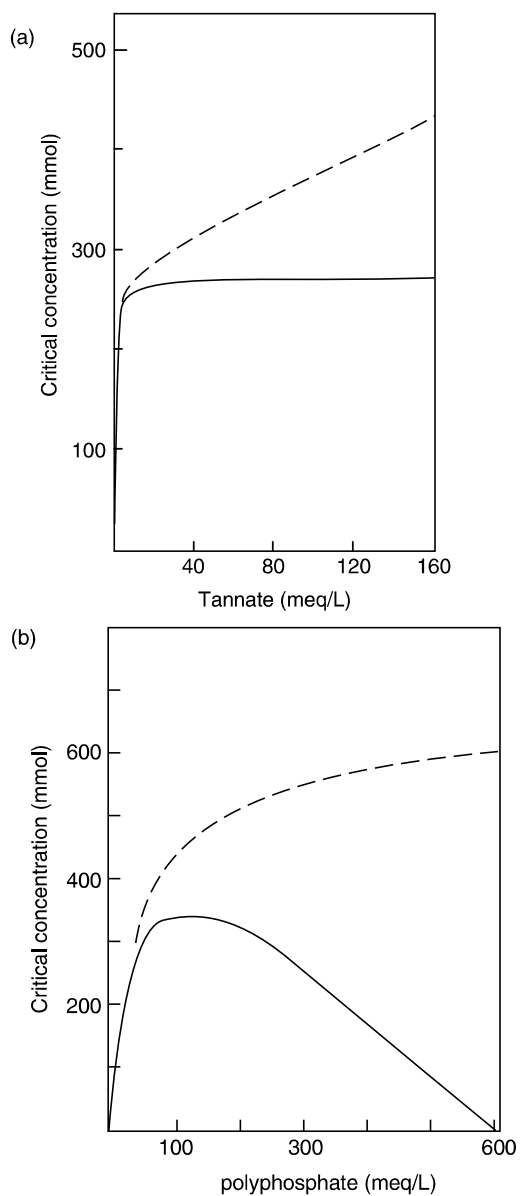 (a)
500
300
100
Critical concentration (mmol)
40
80
120
160
Tannate (meq/L)
(b)
600
400
200
Critical concentration (mmol)
100
300
600
polyphosphate (meq/L)